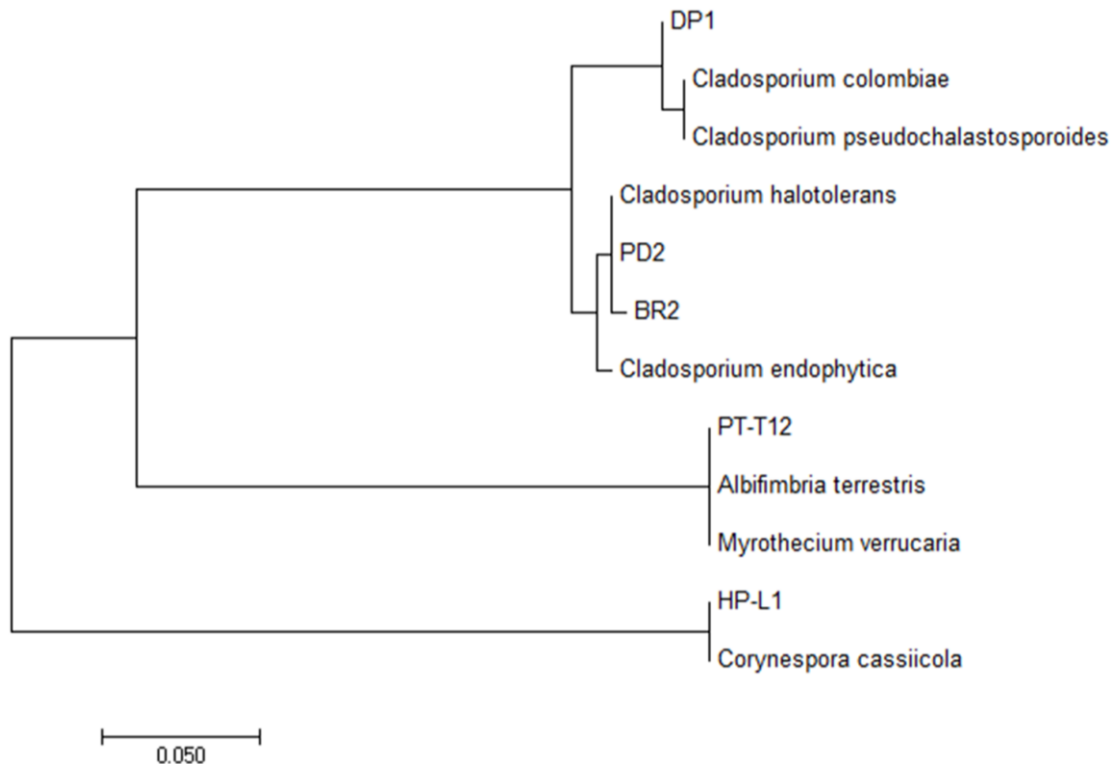 DP1
Cladosporium colombiae
Cladosporium pseudochalastosporoides
Cladosporium halotolerans
PD2
BR2
Cladosporium endophytica
PT-T12
Albifimbria terrestris
Myrothecium verrucaria
HP-L1
Corynespora cassiicola
0.050